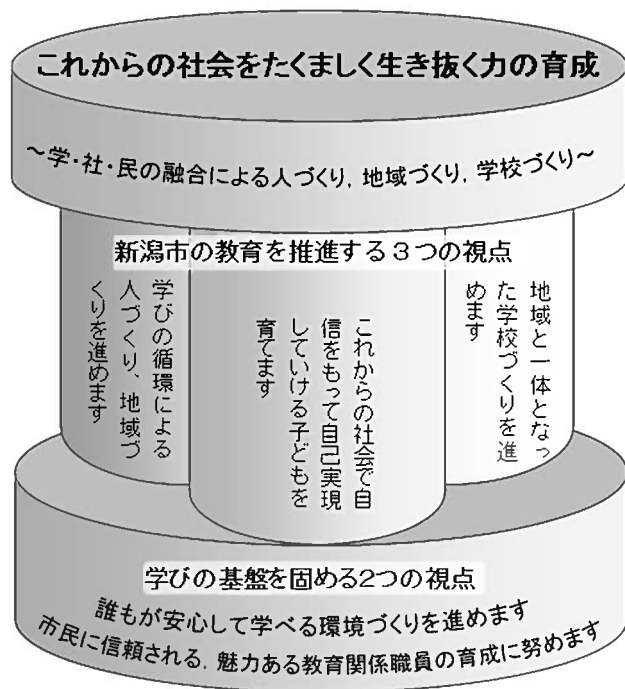 これからの社会をたくましく生き抜く力の育成
～学・社・民の融合による人づくり，地域づくり，学校づくり～
新潟市の教育を推進する３つの視点
学びの循環による
人づくり、地域づ
くりを進めます
これからの社会で自
信をもって自己実現
していける子どもを
育てます
地域と一体となっ
た学校づくりを進
めます
学びの基盤を固める2つの視点
誰もが安心して学べる環境づくりを進めます
市民に信頼される，魅力ある教育関係職員の育成に努めます